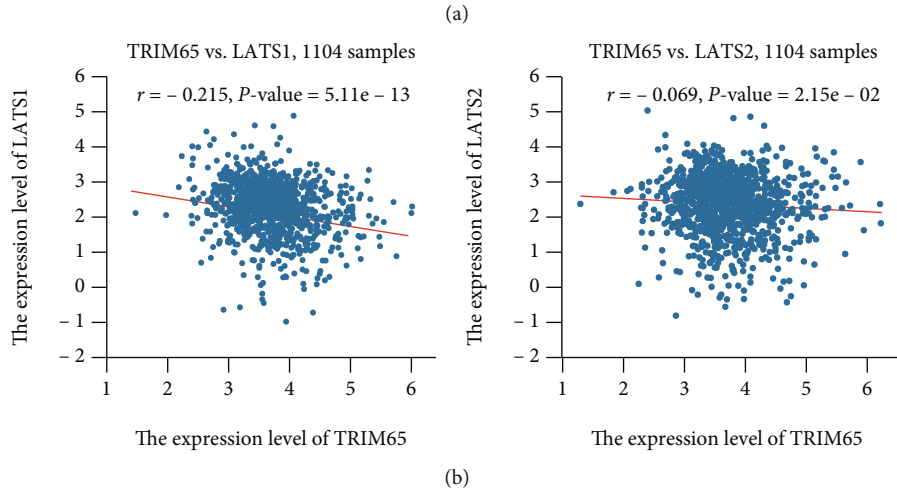 (a)
TRIM65 vs. LATS1, 1104 samples
r = – 0.215, P-value = 5.11e – 13
The expression level of LATS1
6
5
4
3
2
1
0
– 1
– 2
1 2 3 4 5 6
The expression level of TRIM65
TRIM65 vs. LATS2, 1104 samples
r = – 0.069, P-value = 2.15e – 02
The expression level of LATS2
6
5
4
3
2
1
0
– 1
– 2
1 2 3 4 5 6
The expression level of TRIM65
(b)